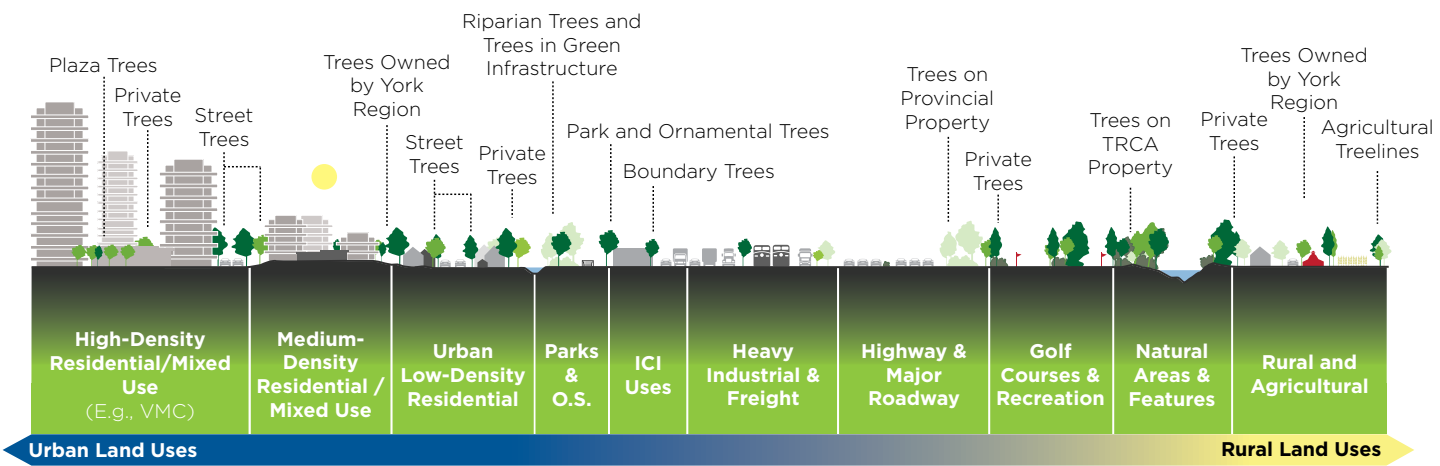 Plaza Trees
Private
Trees
Street
Trees
Trees Owned
by York
Region
Street
Trees
Private
Trees
Riparian Trees and
Trees in Green
Infrastructure
Park and Ornamental Trees
Boundary Trees
Trees on
Provincial
Property
Private
Trees
Trees on
TRCA
Property
Private
Trees
Trees Owned
by York
Region
Agricultural
Treelines
High-Density
Residential/Mixed
Use
(E.g., VMC)
Medium-
Density
Residential /
Mixed Use
Urban
Low-Density
Residential
Parks
&
O.S.
ICI
Uses
Heavy
Industrial &
Freight
Highway &
Major
Roadway
Golf
Courses &
Recreation
Natural
Areas &
Features
Rural and
Agricultural
Urban Land Uses
Rural Land Uses